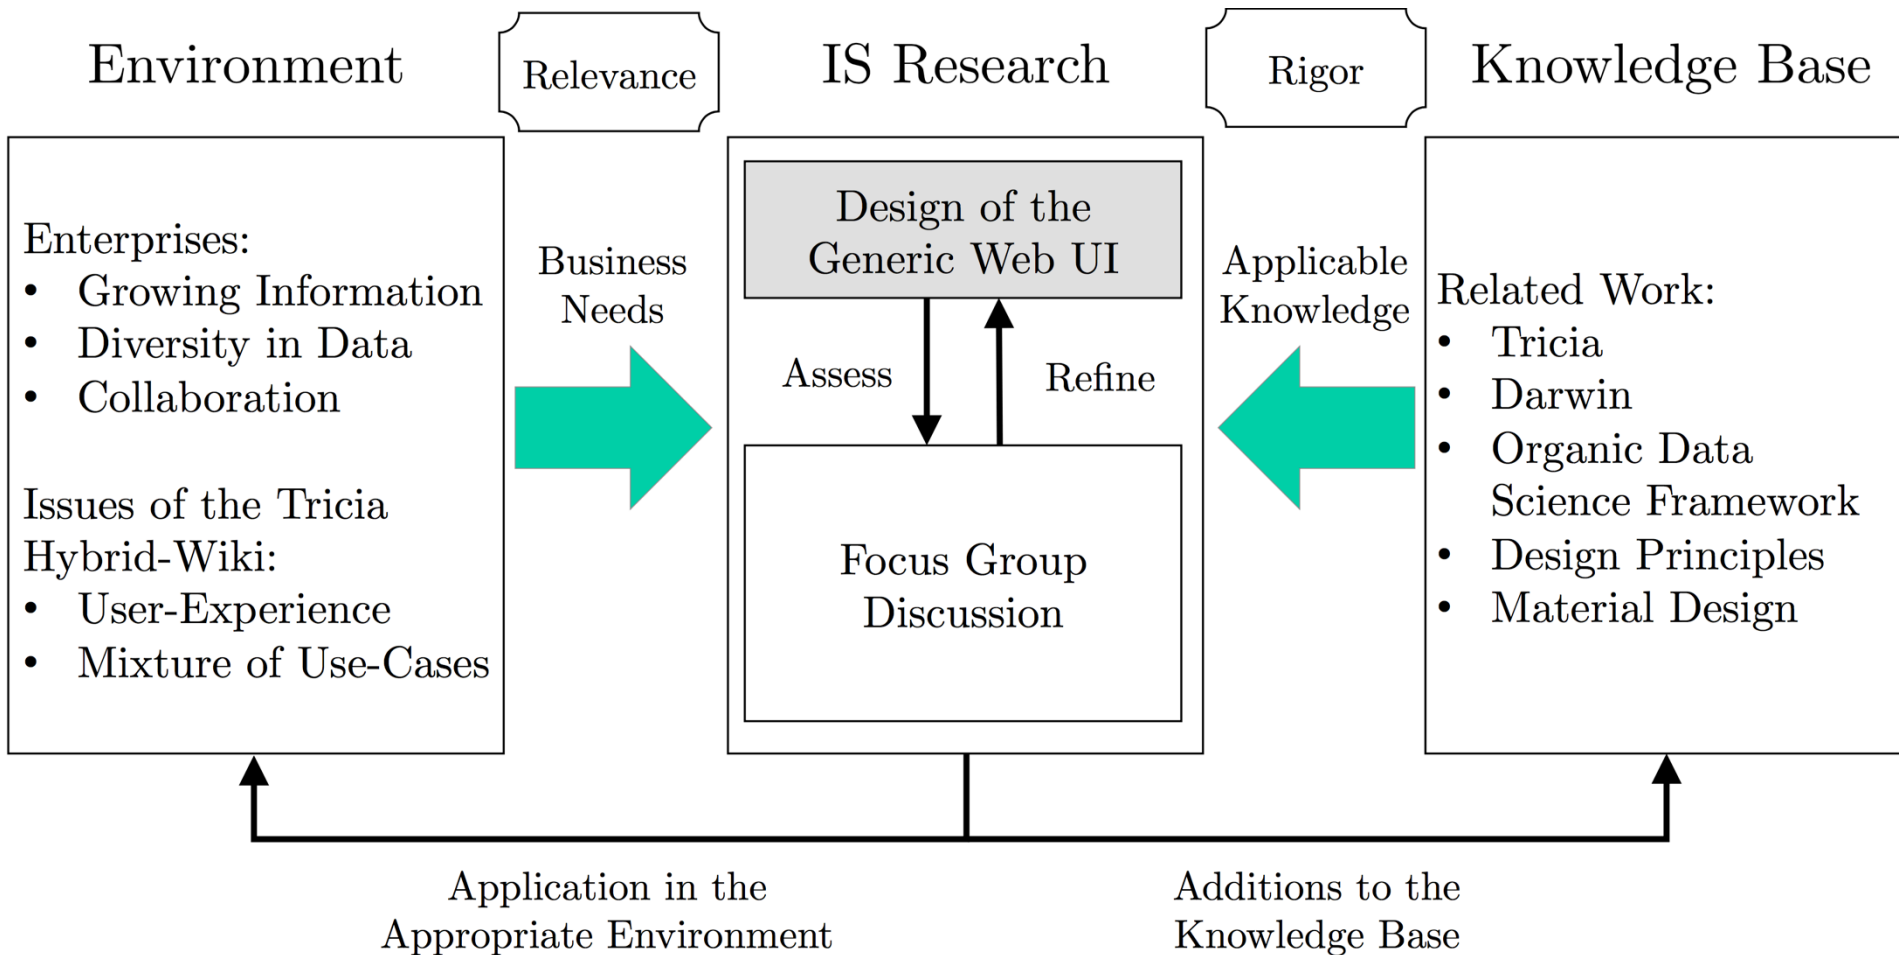 Environment
Relevance
IS Research
Rigor
Knowledge Base
Enterprises:
• Growing Information
• Diversity in Data
• Collaboration
Issues of the Tricia
Hybrid-Wiki:
• User-Experience
• Mixture of Use-Cases
Business
Needs
Design of the
Generic Web UI
Assess
Refine
Focus Group
Discussion
Applicable
Knowledge
Related Work:
• Tricia
• Darwin
• Organic Data
Science Framework
• Design Principles
• Material Design
Application in the
Appropriate Environment
Additions to the
Knowledge Base